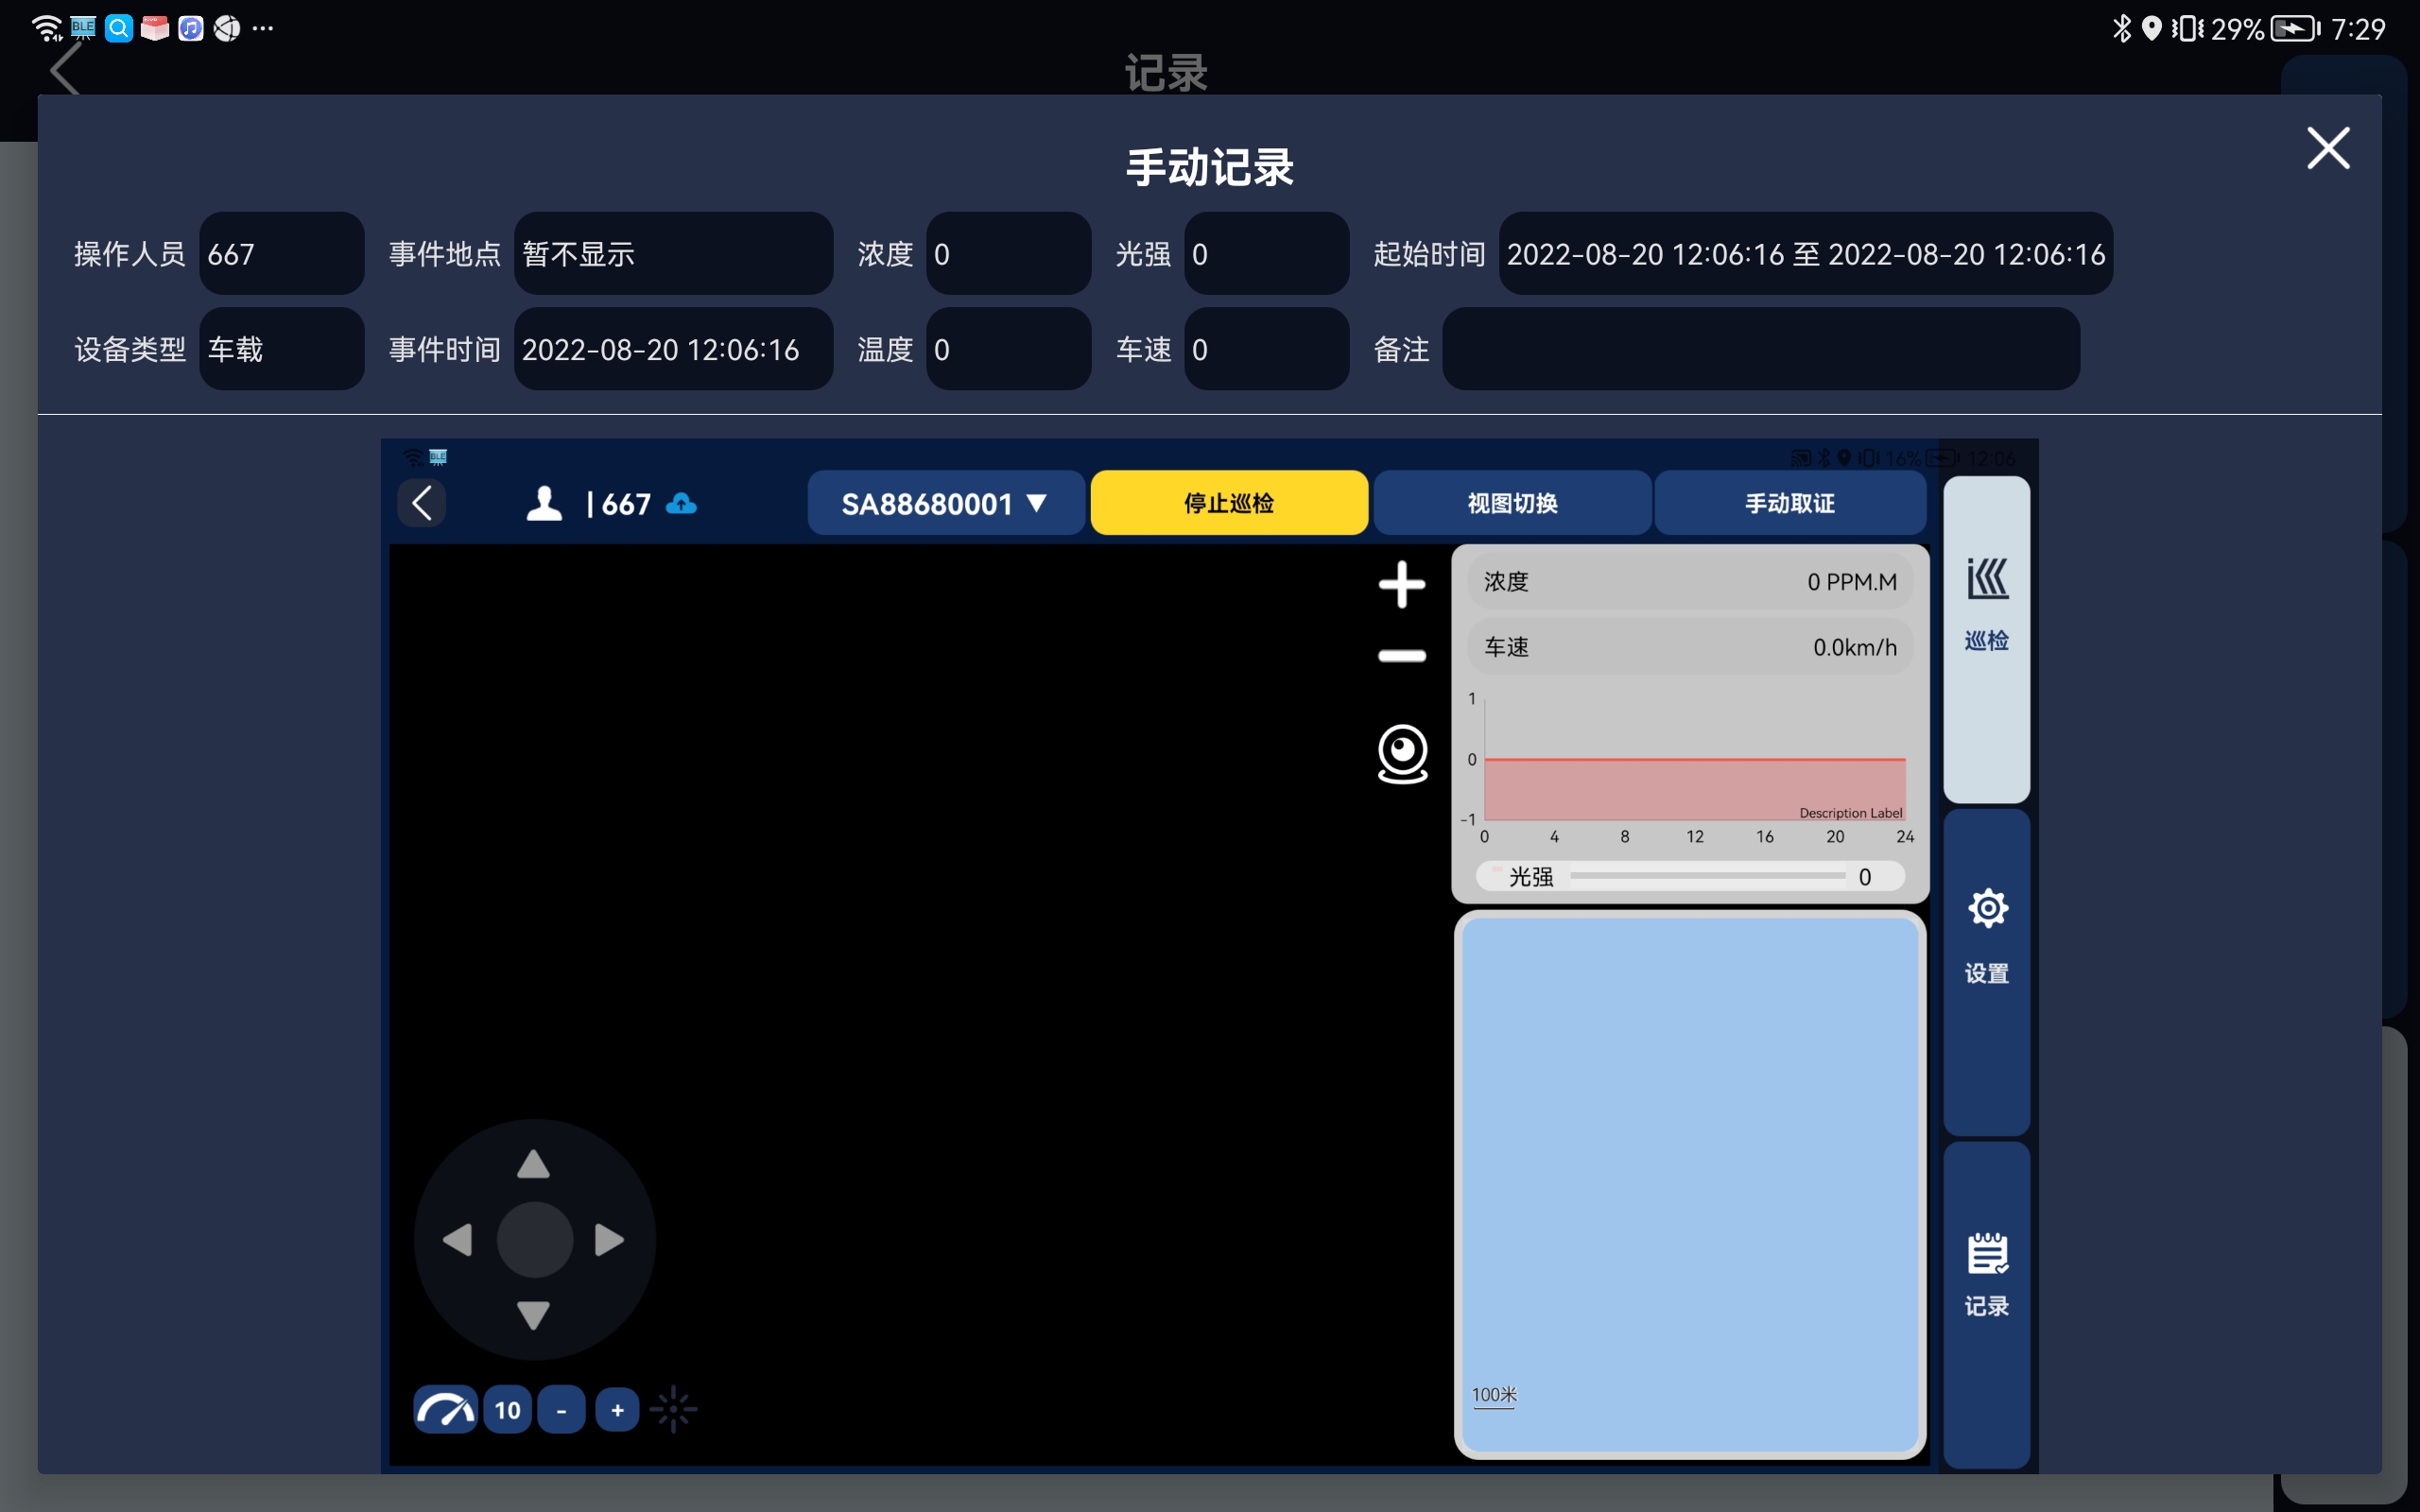 BLE
29% 7:29
记录
手动记录
操作人员 667 事件地点 暂不显示 浓度 0 光强 0 起始时间 2022-08-20 12:06:16 至 2022-08-20 12:06:16
设备类型 车载 事件时间 2022-08-20 12:06:16 温度 0 车速 0 备注
BLE 16% 12:06
| 667 SA88680001 ▼ 停止巡检 视图切换 手动取证
浓度 0 PPM.M
车速 0.0km/h
1
0
-1
Description Label
0 4 8 12 16 20 24
光强 0
巡检
设置
记录
100米
10 - +